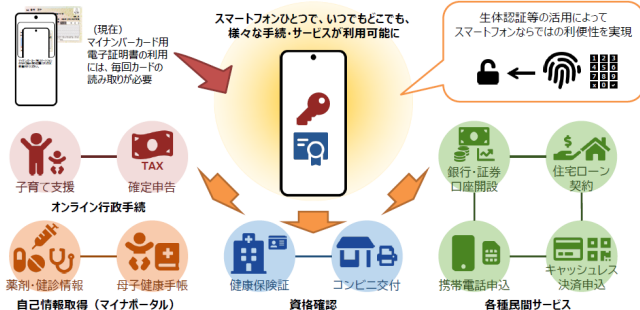 (現在)
マイナンバーカード用
電子証明書の利用
には、毎回カードの
読み取りが必要
スマートフォンひとつで、いつでもどこでも、
様々な手続・サービスが利用可能に
生体認証等の活用によって
スマートフォンならではの利便性を実現
1 2 3
4 5 6
7 8 9
子育て支援
TAX
確定申告
オンライン行政手続
薬剤・健診情報
母子健康手帳
自己情報取得（マイナポータル）
健康保険証
コンビニ交付
資格確認
銀行・証券
口座開設
住宅ローン
契約
携帯電話申込
キャッシュレス
決済申込
各種民間サービス